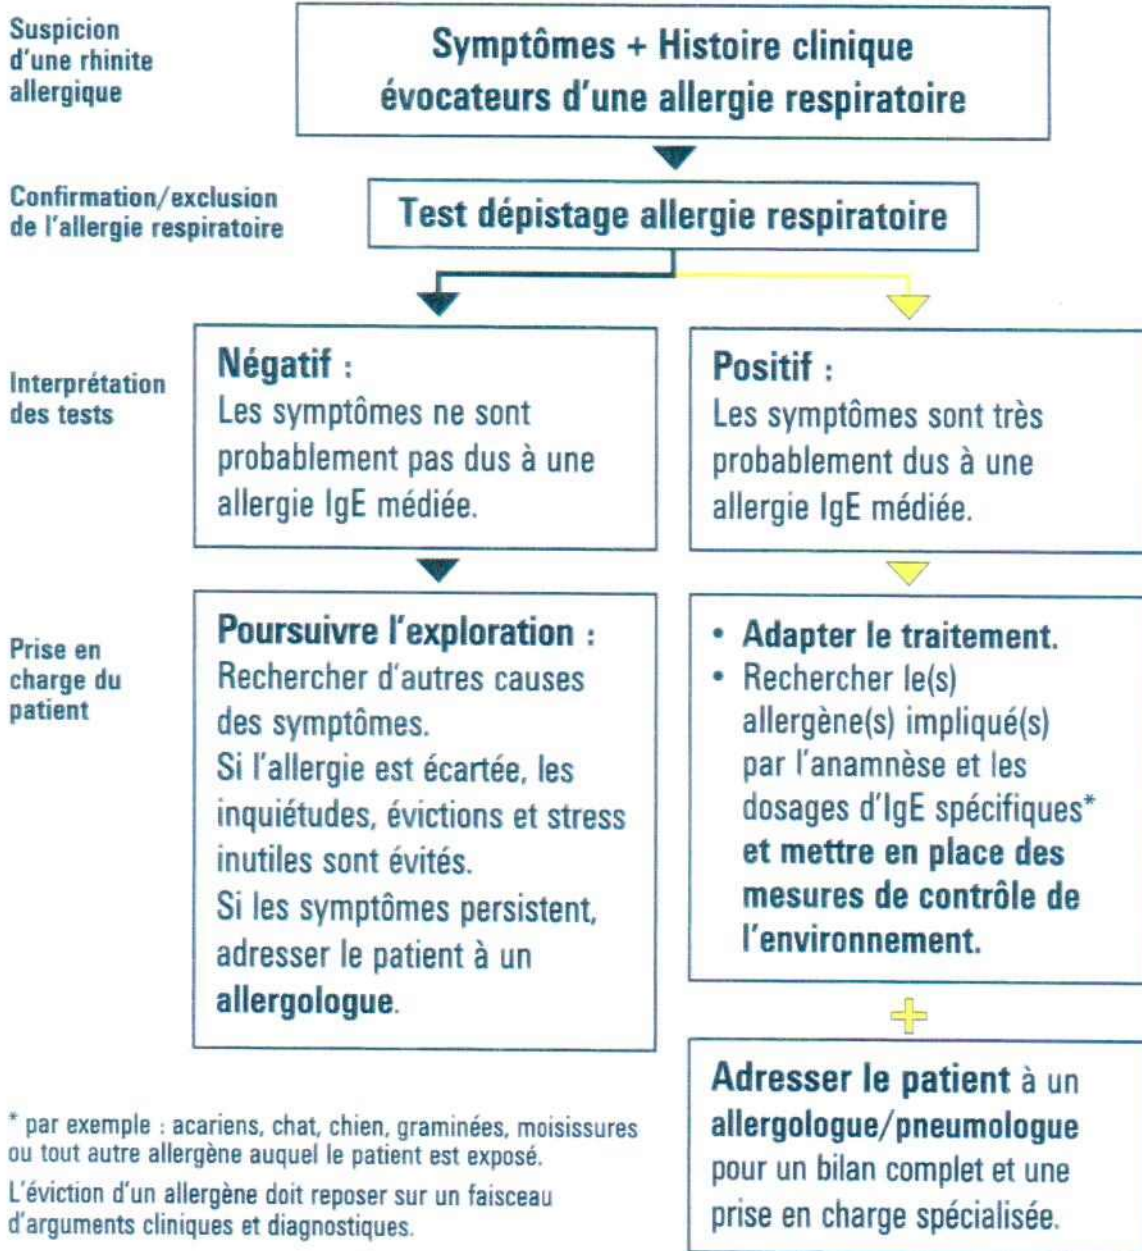 Suspicion
d'une rhinite
allergique
Symptômes + Histoire clinique
évocateurs d'une allergie respiratoire
Confirmation/exclusion
de l'allergie respiratoire
Test dépistage allergie respiratoire
Interprétation
des tests
Négatif :
Les symptômes ne sont
probablement pas dus à une
allergie IgE médiée.
Positif :
Les symptômes sont très
probablement dus à une
allergie IgE médiée.
Prise en
charge du
patient
Poursuivre l'exploration :
Rechercher d'autres causes
des symptômes.
Si l'allergie est écartée, les
inquiétudes, évictions et stress
inutiles sont évités.
Si les symptômes persistent,
adresser le patient à un
allergologue.
• Adapter le traitement.
• Rechercher le(s)
allergène(s) impliqué(s)
par l'anamnèse et les
dosages d'IgE spécifiques*
et mettre en place des
mesures de contrôle de
l'environnement.
+
Adresser le patient à un
allergologue/pneumologue
pour un bilan complet et une
prise en charge spécialisée.
* par exemple : acariens, chat, chien, graminées, moisissures
ou tout autre allergène auquel le patient est exposé.
L'éviction d'un allergène doit reposer sur un faisceau
d'arguments cliniques et diagnostiques.